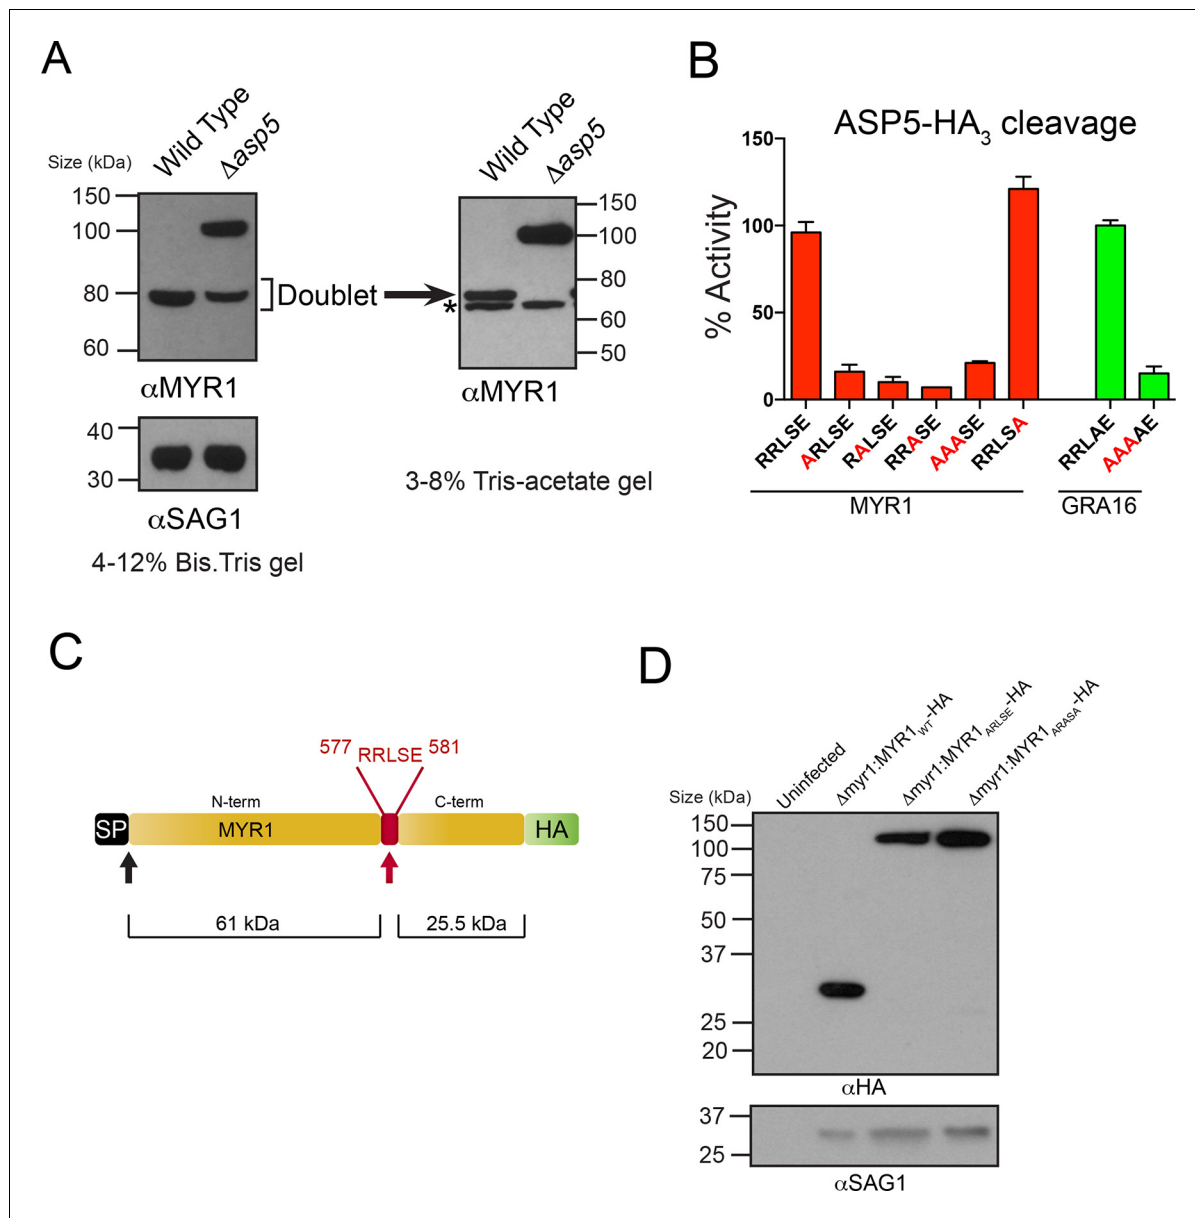 A
Wild Type
Δasp5
Size (kDa)
150
100
80
60
Doublet
αMYR1
40
30
αSAG1
4-12% Bis.Tris gel
Wild Type
Δasp5
150
100
80
60
50
*
αMYR1
3-8% Tris-acetate gel
B
ASP5-HA3 cleavage
% Activity
150
100
50
0
RRLSE
ARLSE
RALSE
RRASE
AAASE
RRLSA
RRLAE
AAAAE
MYR1
GRA16
C
577 RRLSE 581
N-term
C-term
SP
MYR1
HA
61 kDa
25.5 kDa
D
Size (kDa)
Uninfected
Δmyr1:MYR1WT-HA
Δmyr1:MYR1ARLSE-HA
Δmyr1:MYR1ARASA-HA
150
100
75
50
37
25
20
αHA
37
25
αSAG1